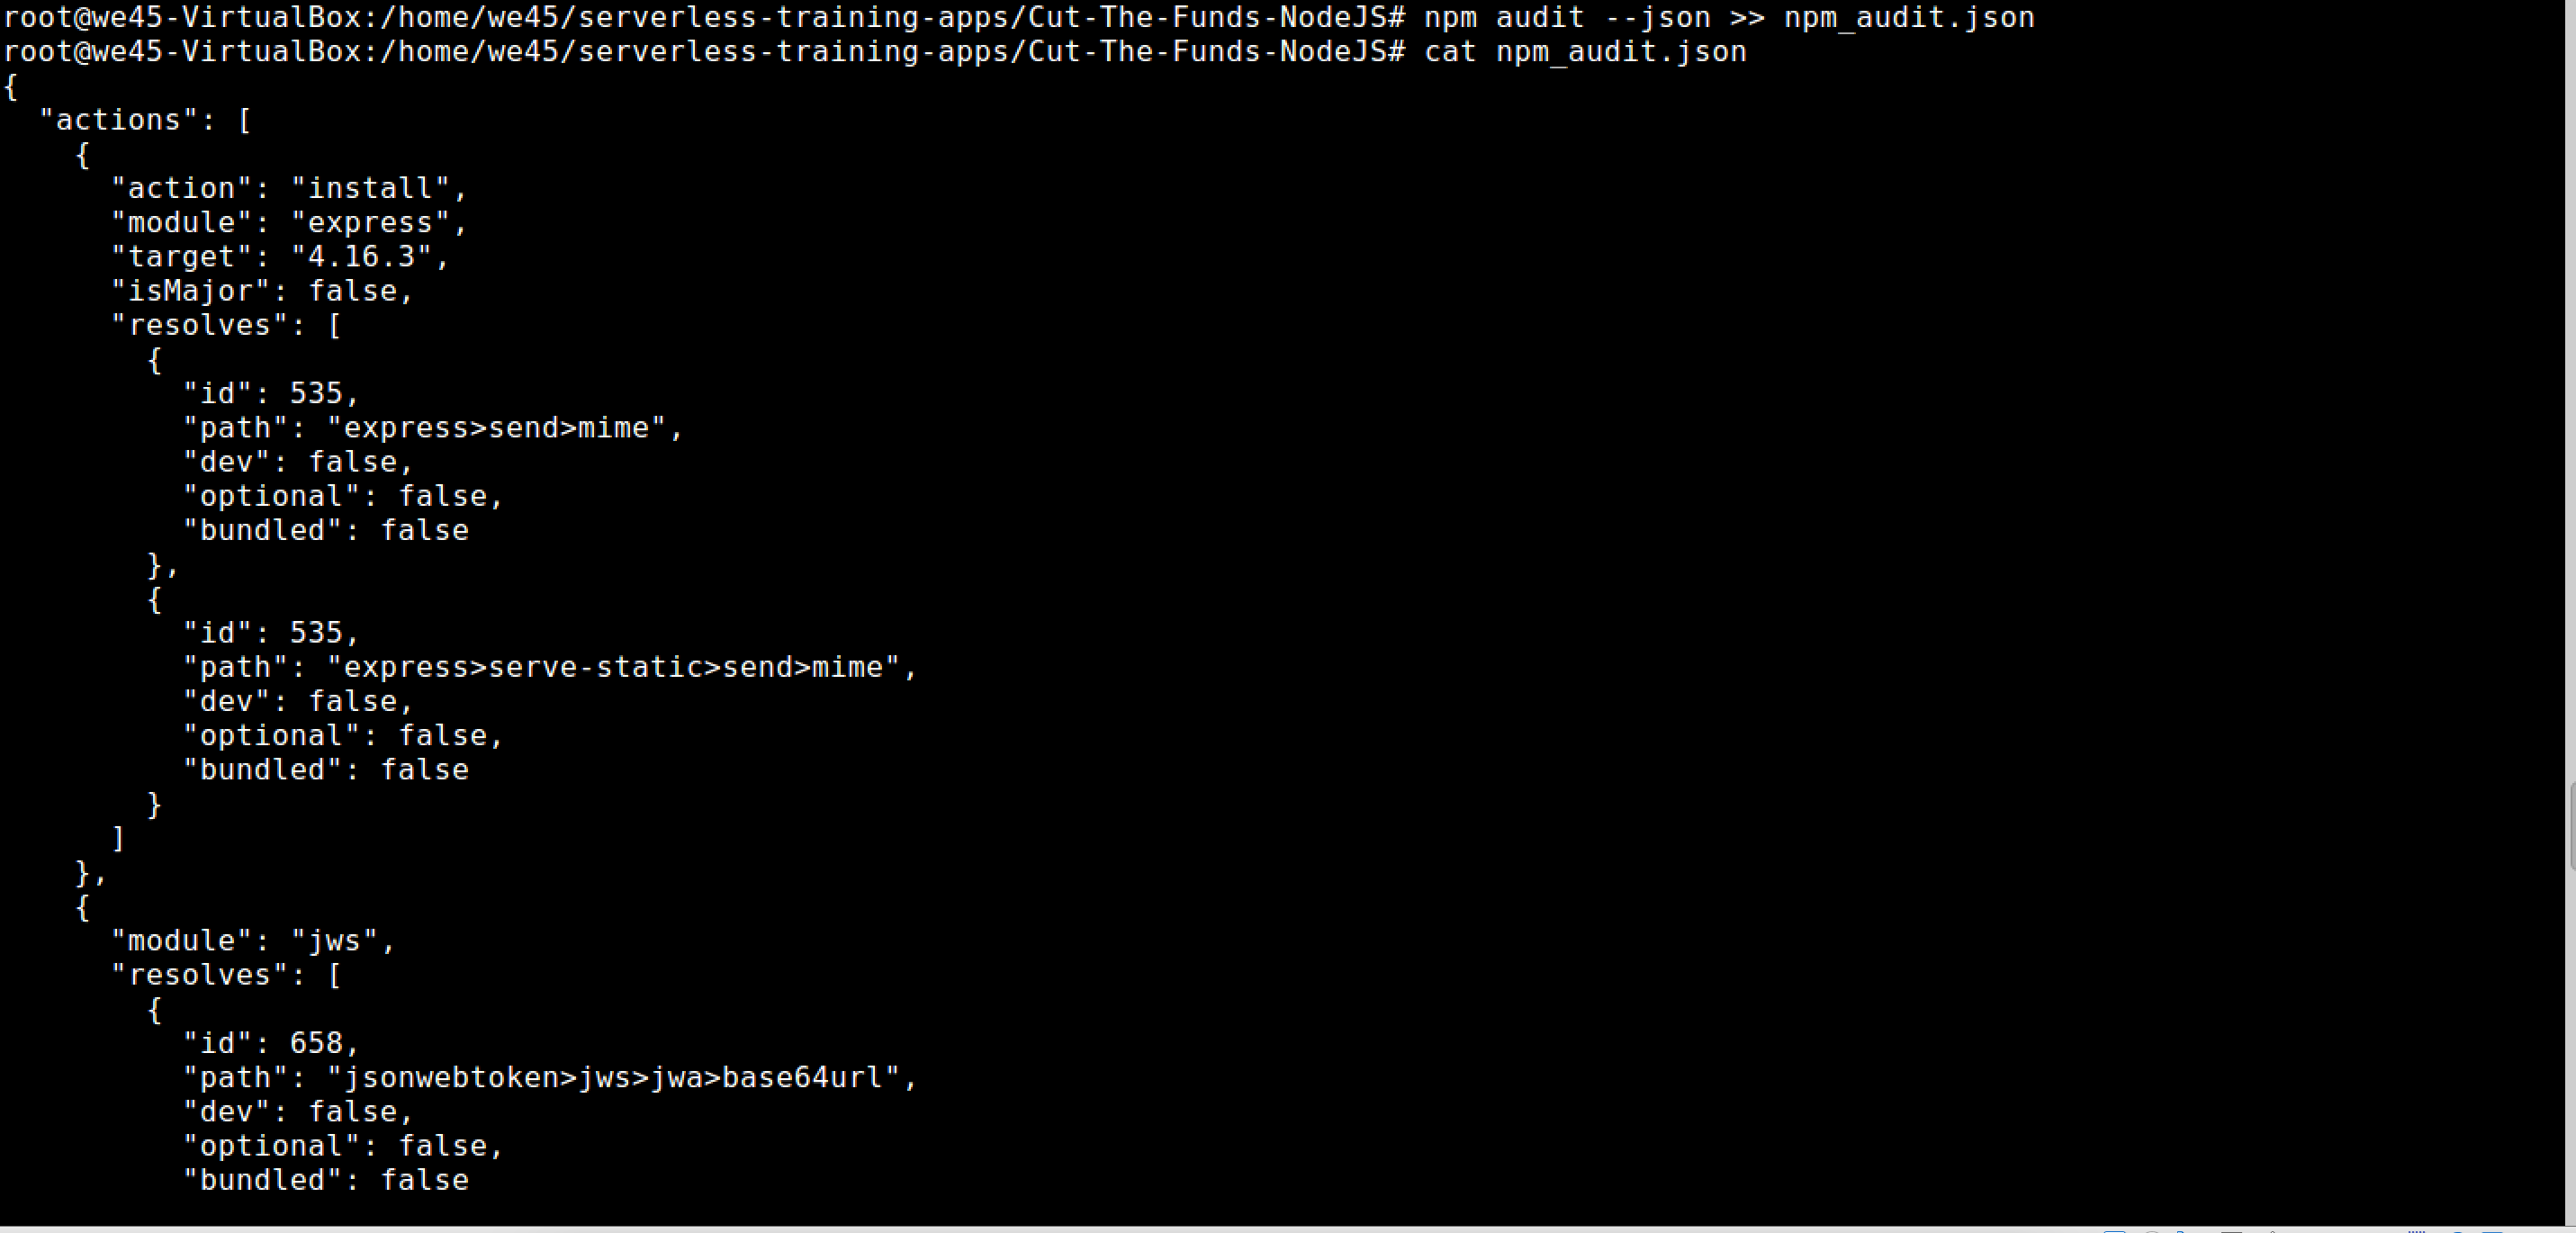 root@we45-VirtualBox:/home/we45/serverless-training-apps/Cut-The-Funds-NodeJS# npm audit --json >> npm_audit.json
root@we45-VirtualBox:/home/we45/serverless-training-apps/Cut-The-Funds-NodeJS# cat npm_audit.json
{
  "actions": [
    {
      "action": "install",
      "module": "express",
      "target": "4.16.3",
      "isMajor": false,
      "resolves": [
        {
          "id": 535,
          "path": "express>send>mime",
          "dev": false,
          "optional": false,
          "bundled": false
        },
        {
          "id": 535,
          "path": "express>serve-static>send>mime",
          "dev": false,
          "optional": false,
          "bundled": false
        }
      ]
    },
    {
      "module": "jws",
      "resolves": [
        {
          "id": 658,
          "path": "jsonwebtoken>jws>jwa>base64url",
          "dev": false,
          "optional": false,
          "bundled": false